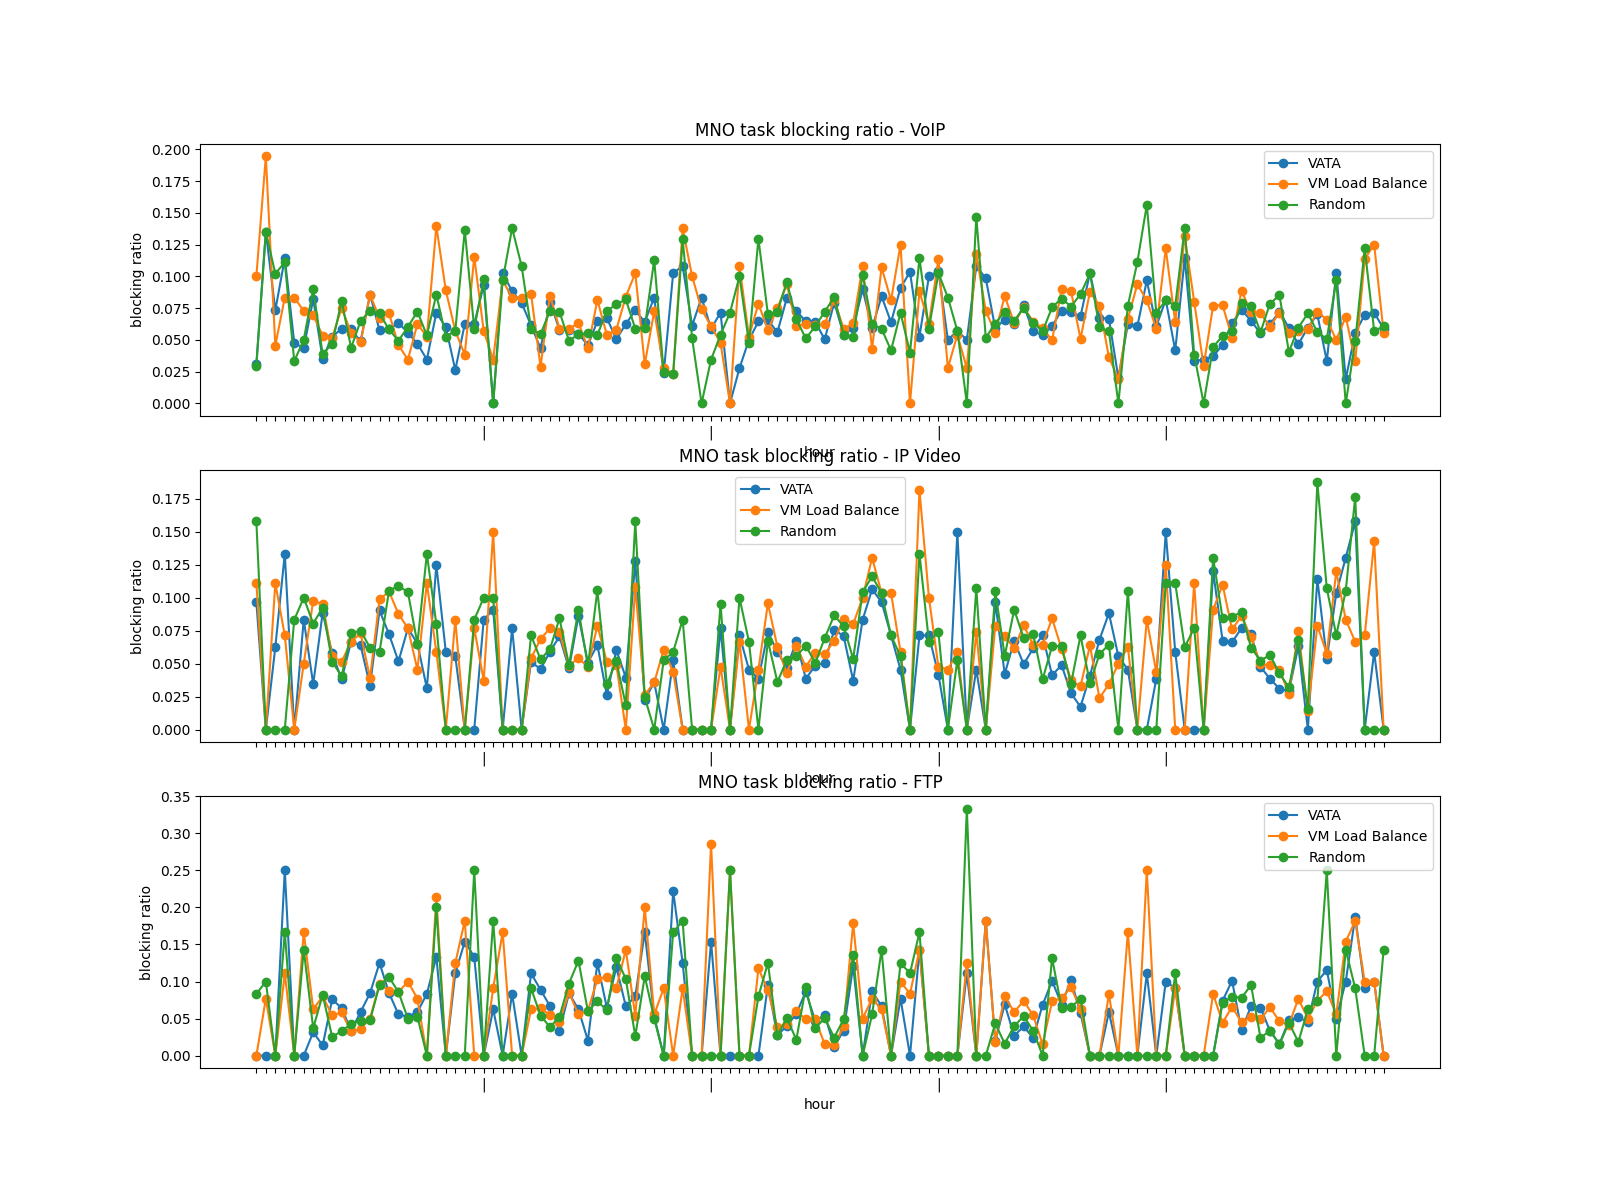 MNO task blocking ratio - VoIP
0.200
0.175
0.150
0.125
0.100
0.075
0.050
0.025
0.000
blocking ratio
VATA
VM Load Balance
Random
hour
MNO task blocking ratio - IP Video
0.175
0.150
0.125
0.100
0.075
0.050
0.025
0.000
blocking ratio
VATA
VM Load Balance
Random
hour
MNO task blocking ratio - FTP
0.35
0.30
0.25
0.20
0.15
0.10
0.05
0.00
blocking ratio
VATA
VM Load Balance
Random
hour